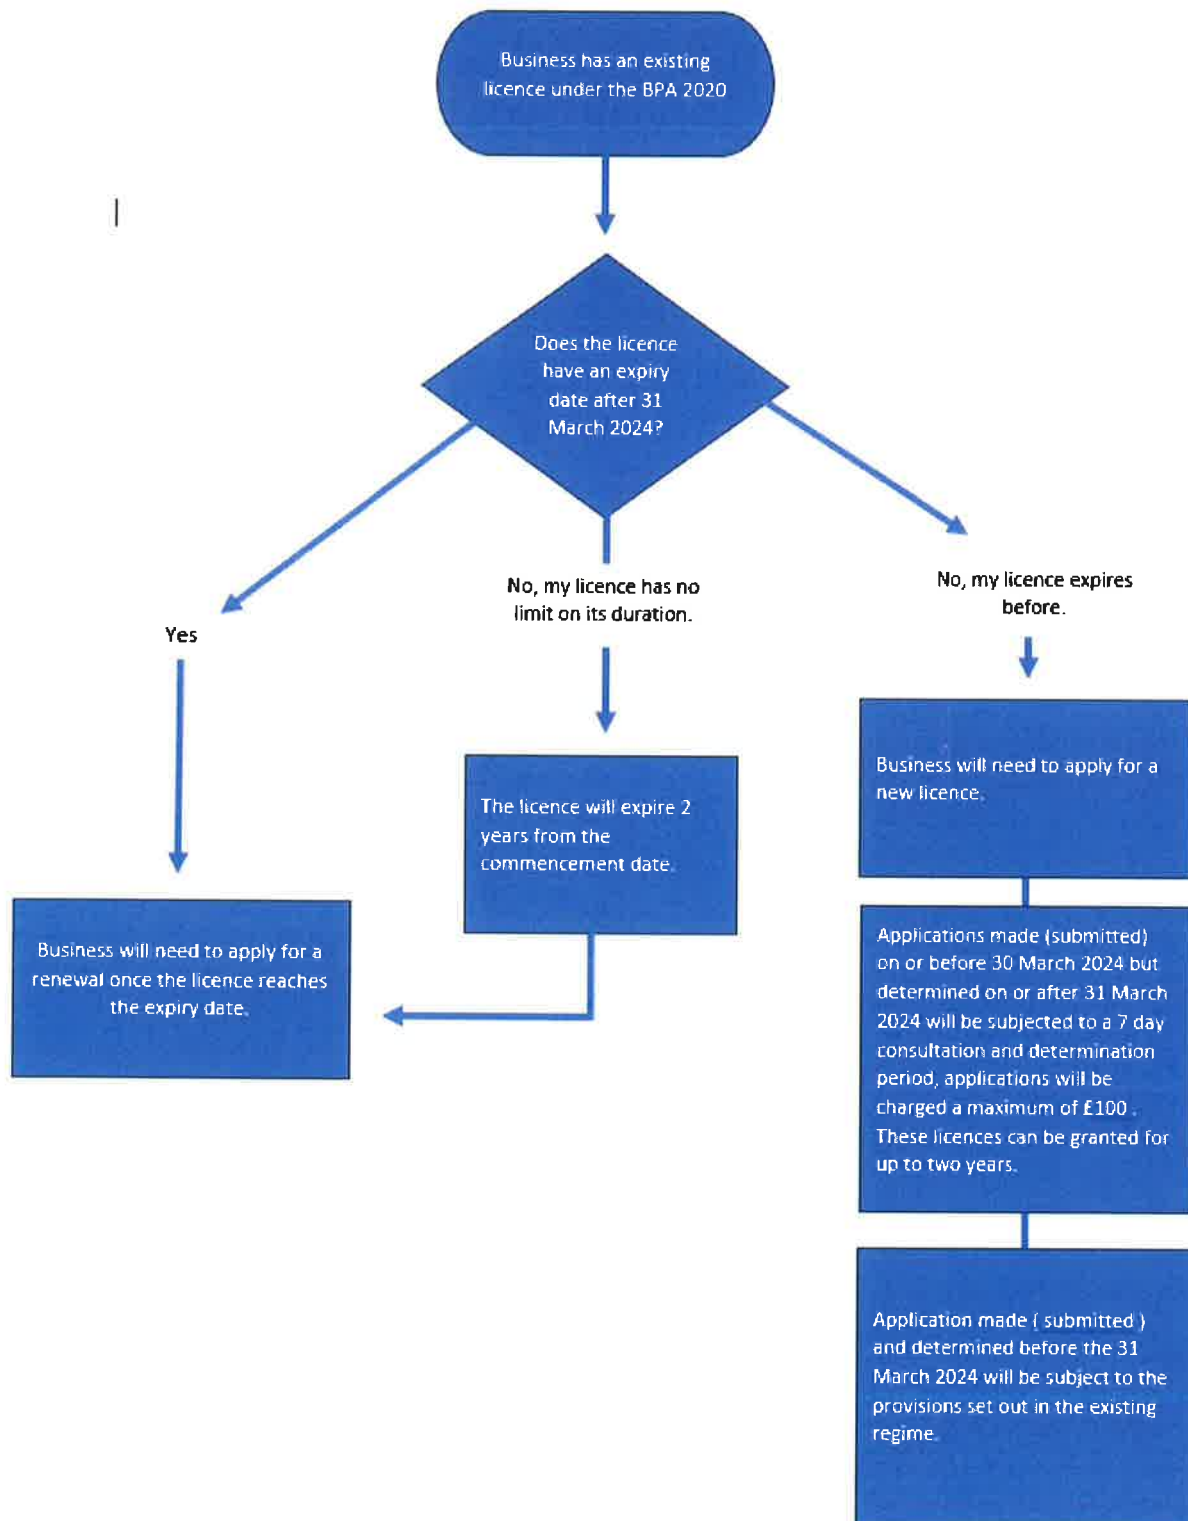 Business has an existing
licence under the BPA 2020
Does the licence
have an expiry
date after 31
March 2024?
Yes
No, my licence has no
limit on its duration.
No, my licence expires
before.
Business will need to apply for a
renewal once the licence reaches
the expiry date.
The licence will expire 2
years from the
commencement date.
Business will need to apply for a
new licence.
Applications made (submitted)
on or before 30 March 2024 but
determined on or after 31 March
2024 will be subjected to a 7 day
consultation and determination
period, applications will be
charged a maximum of £100 .
These licences can be granted for
up to two years.
Application made ( submitted )
and determined before the 31
March 2024 will be subject to the
provisions set out in the existing
regime.